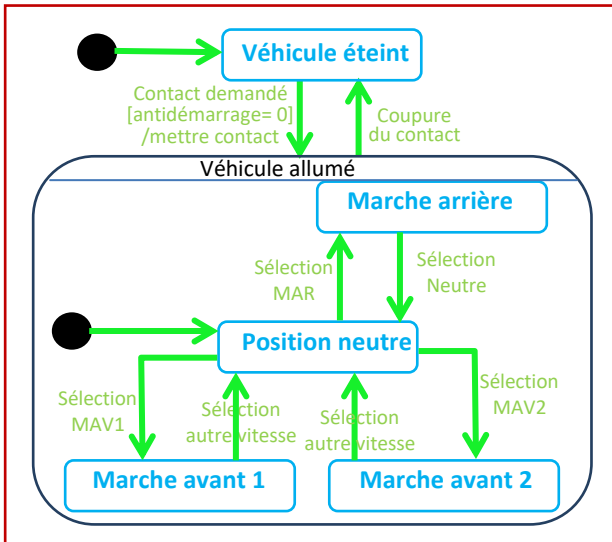 Véhicule éteint
Contact demandé
[antidémarrage= 0]
/mettre contact
Coupure
du contact
Véhicule allumé
Marche arrière
Sélection
MAR
Sélection
Neutre
Position neutre
Sélection
MAV1
Sélection
autre vitesse
Sélection
autre vitesse
Sélection
MAV2
Marche avant 1
Marche avant 2